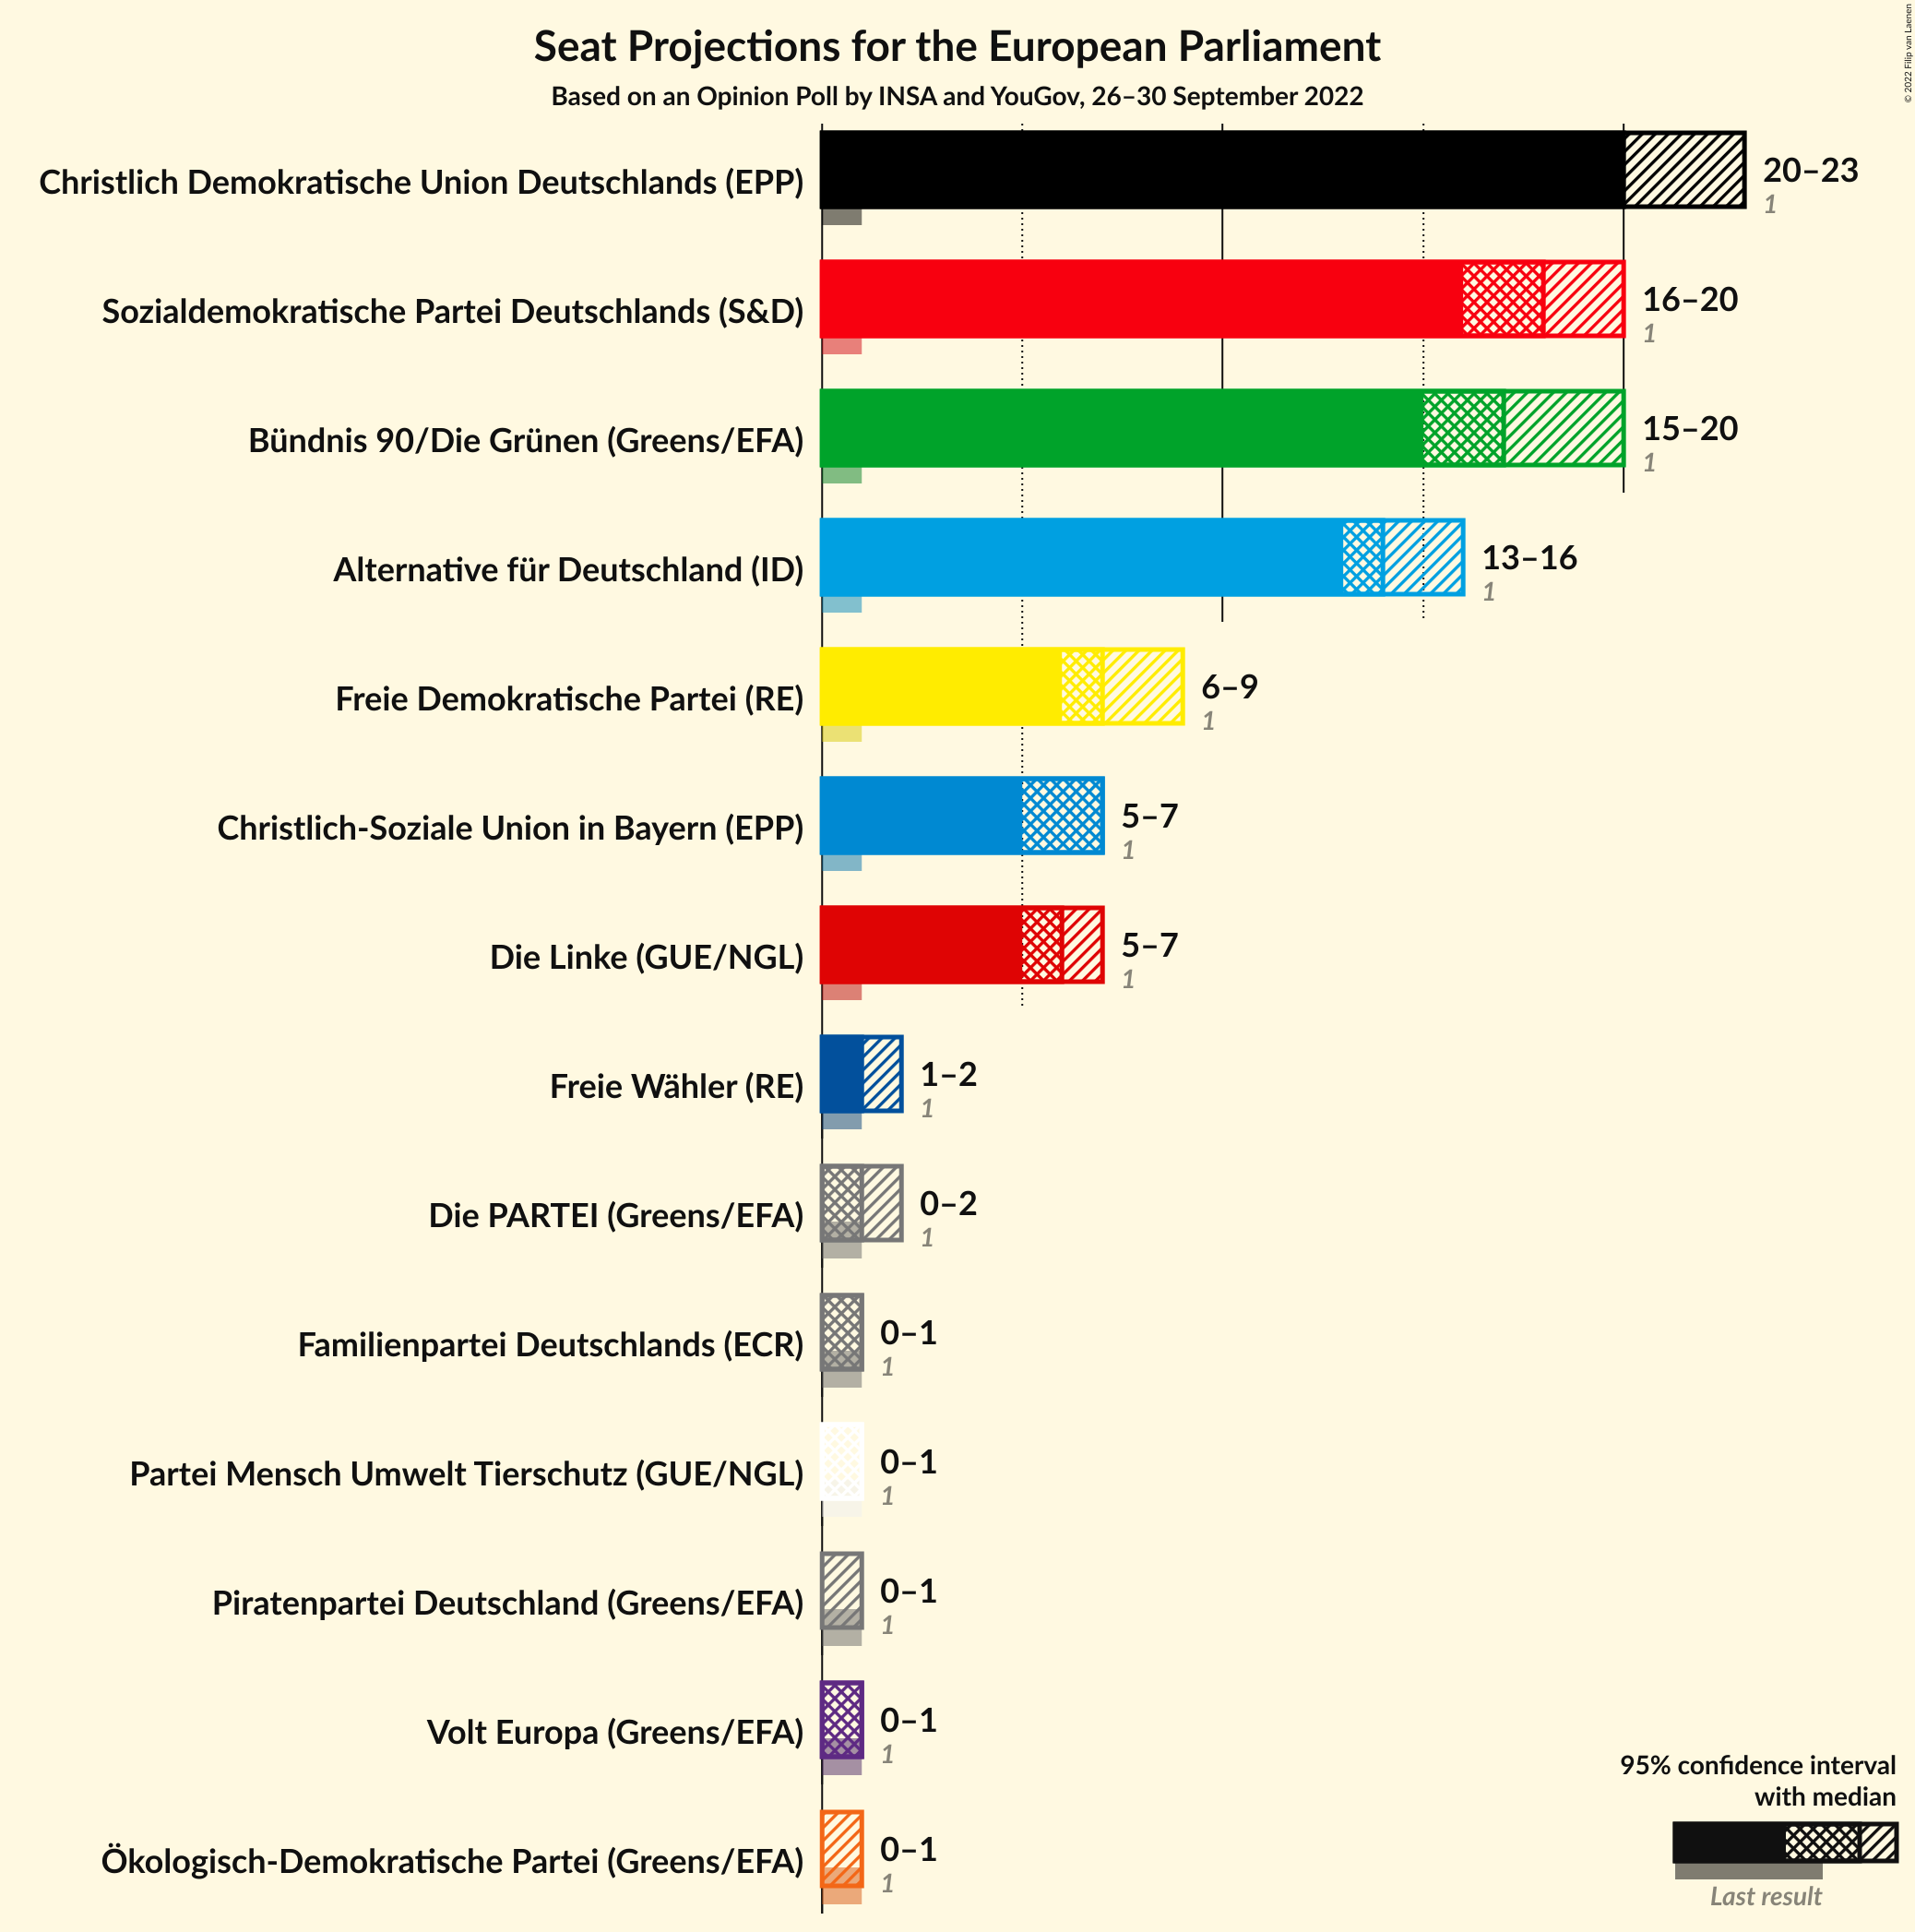 Seat Projections for the European Parliament
Based on an Opinion Poll by INSA and YouGov, 26–30 September 2022
© 2022 Filip van Laenen
Christlich Demokratische Union Deutschlands (EPP)
20–23
1
Sozialdemokratische Partei Deutschlands (S&D)
16–20
1
Bündnis 90/Die Grünen (Greens/EFA)
15–20
1
Alternative für Deutschland (ID)
13–16
1
Freie Demokratische Partei (RE)
6–9
1
Christlich-Soziale Union in Bayern (EPP)
5–7
1
Die Linke (GUE/NGL)
5–7
1
Freie Wähler (RE)
1–2
1
Die PARTEI (Greens/EFA)
0–2
1
Familienpartei Deutschlands (ECR)
0–1
1
Partei Mensch Umwelt Tierschutz (GUE/NGL)
0–1
1
Piratenpartei Deutschland (Greens/EFA)
0–1
1
Volt Europa (Greens/EFA)
0–1
1
Ökologisch-Demokratische Partei (Greens/EFA)
0–1
1
95% confidence interval
with median
Last result